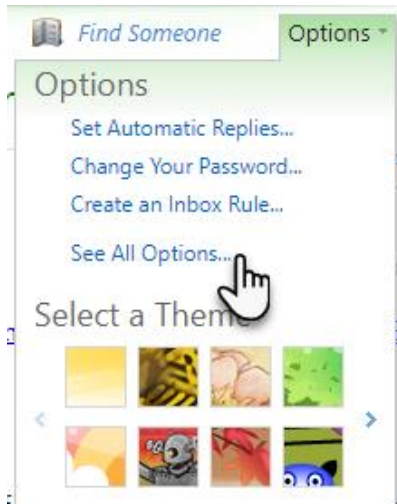 Find Someone Options
Options
Set Automatic Replies...
Change Your Password...
Create an Inbox Rule...
See All Options...
Select a Theme